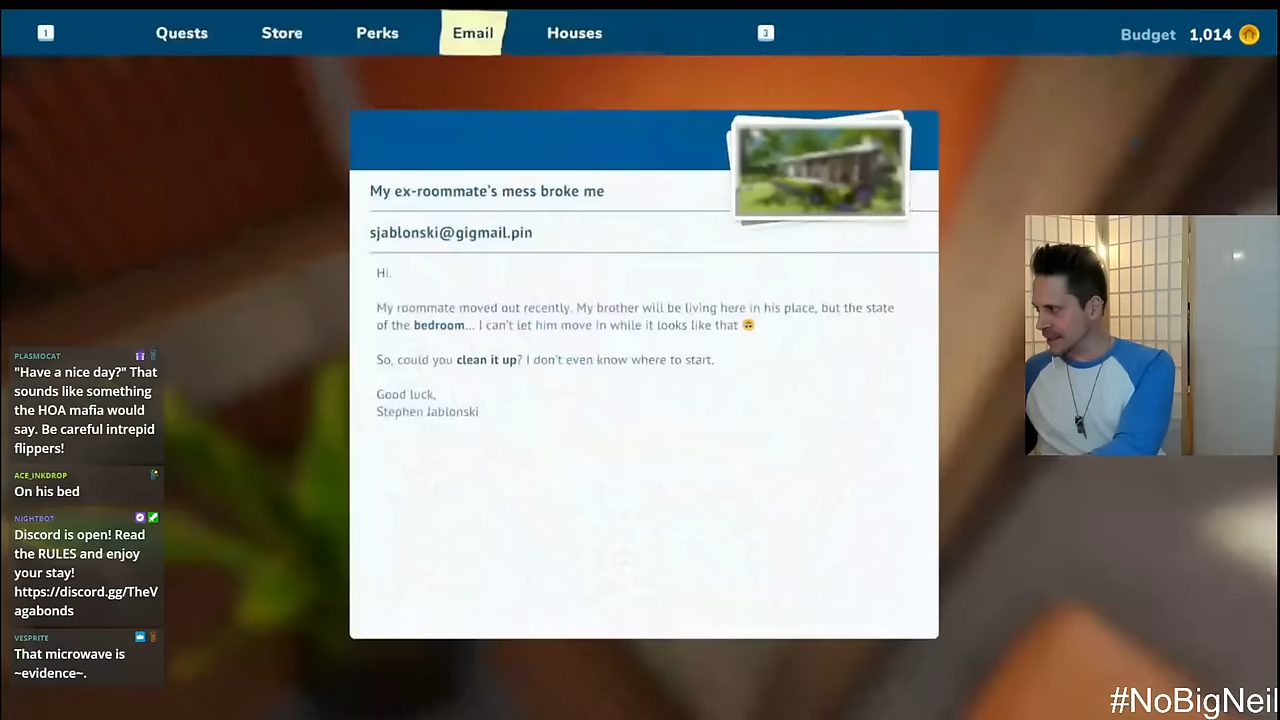 1 Quests Store Perks Email Houses 3 Budget 1,014
My ex-roommate's mess broke me
sjablonski@gigmail.pin
Hi.
My roommate moved out recently. My brother will be living here in his place, but the state
of the bedroom... I can't let him move in while it looks like that 🙃
So, could you clean it up? I don't even know where to start.
Good luck,
Stephen Jablonski
PLASMOCAT
"Have a nice day?" That
sounds like something
the HOA mafia would
say. Be careful intrepid
flippers!
ACE_INKDROP
On his bed
NIGHTBOT
Discord is open! Read
the RULES and enjoy
your stay!
https://discord.gg/TheV
agabonds
VESPRITE
That microwave is
~evidence~.
#NoBigNeil